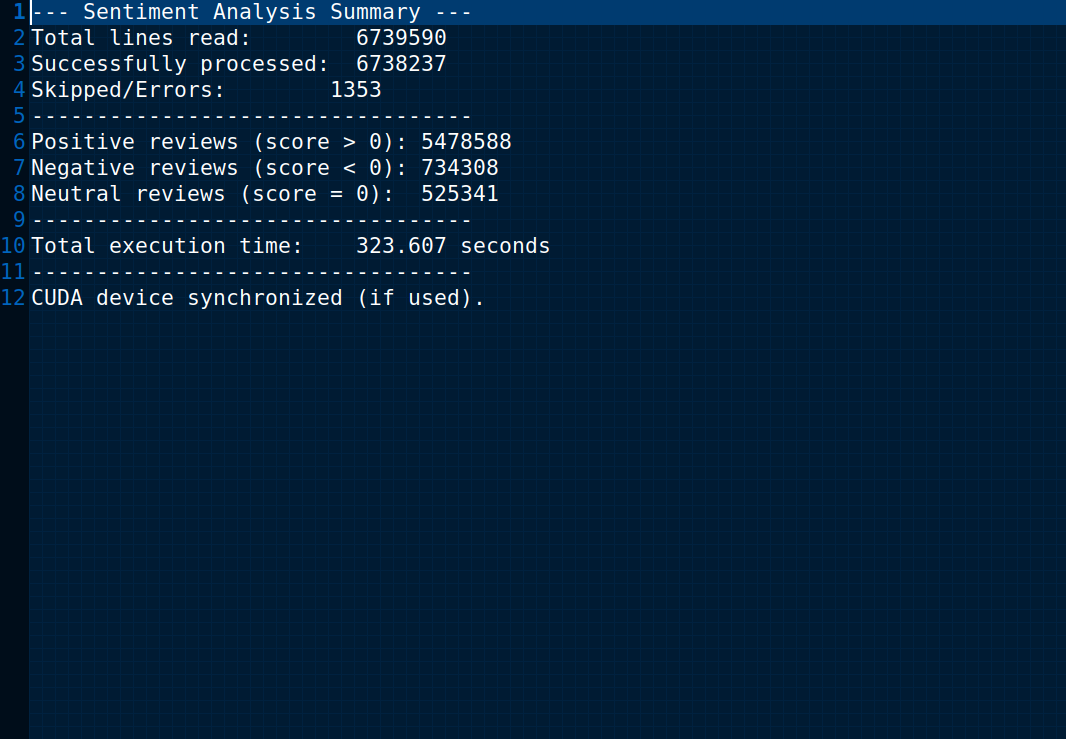 1 --- Sentiment Analysis Summary ---
2 Total lines read:        6739590
3 Successfully processed:  6738237
4 Skipped/Errors:        1353
5 ----------------------------------
6 Positive reviews (score > 0): 5478588
7 Negative reviews (score < 0): 734308
8 Neutral reviews (score = 0):  525341
9 ----------------------------------
10 Total execution time:    323.607 seconds
11 ----------------------------------
12 CUDA device synchronized (if used).